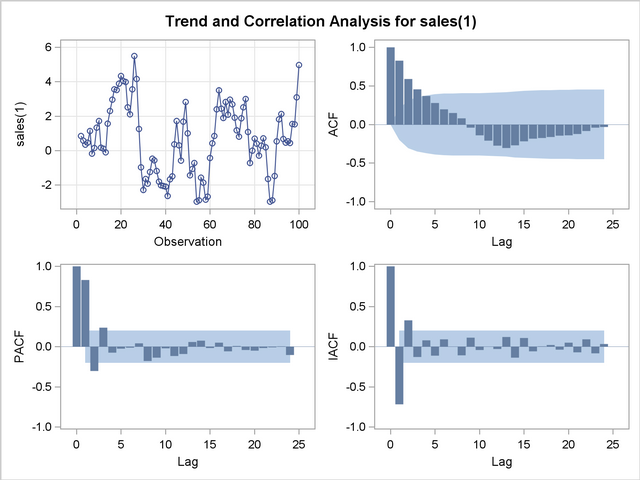 Trend and Correlation Analysis for sales(1)
sales(1)
6
4
2
0
-2
0 20 40 60 80 100
Observation
ACF
1.0
0.5
0.0
-0.5
-1.0
0 5 10 15 20 25
Lag
PACF
1.0
0.5
0.0
-0.5
-1.0
0 5 10 15 20 25
Lag
IACF
1.0
0.5
0.0
-0.5
-1.0
0 5 10 15 20 25
Lag